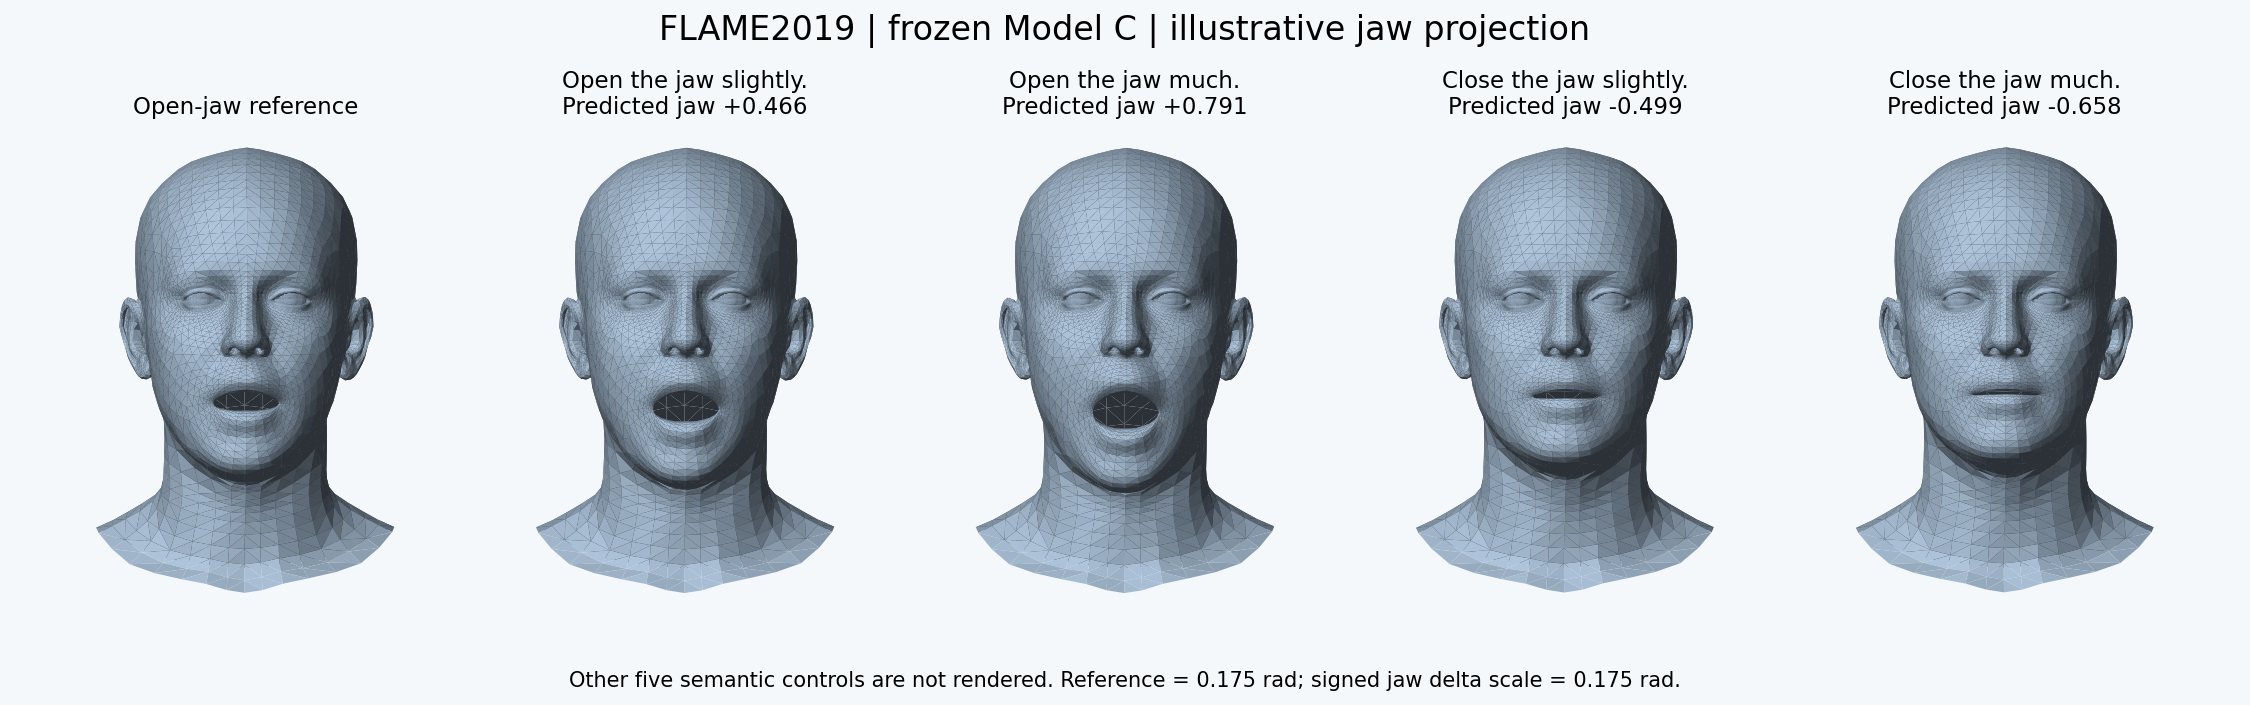 FLAME2019 | frozen Model C | illustrative jaw projection
Open-jaw reference
Open the jaw slightly.
Predicted jaw +0.466
Open the jaw much.
Predicted jaw +0.791
Close the jaw slightly.
Predicted jaw -0.499
Close the jaw much.
Predicted jaw -0.658
Other five semantic controls are not rendered. Reference = 0.175 rad; signed jaw delta scale = 0.175 rad.